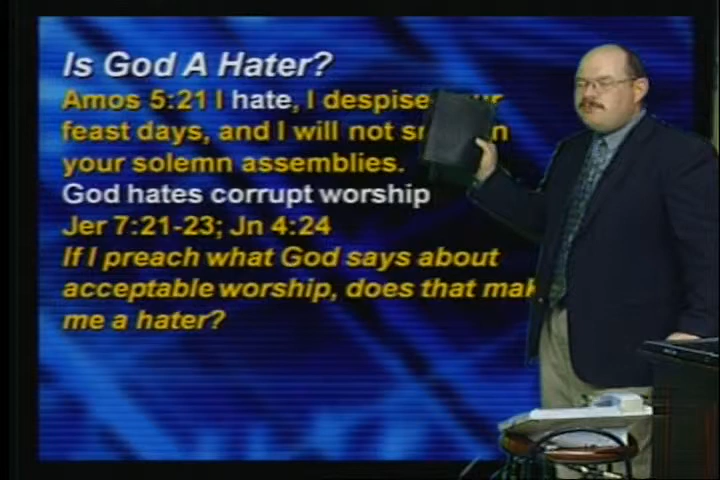 Is God A Hater?
Amos 5:21 I hate, I despise
feast days, and I will not
your solemn assemblies.
God hates corrupt worship
Jer 7:21-23; Jn 4:24
If I preach what God says about
acceptable worship, does that
me a hater?